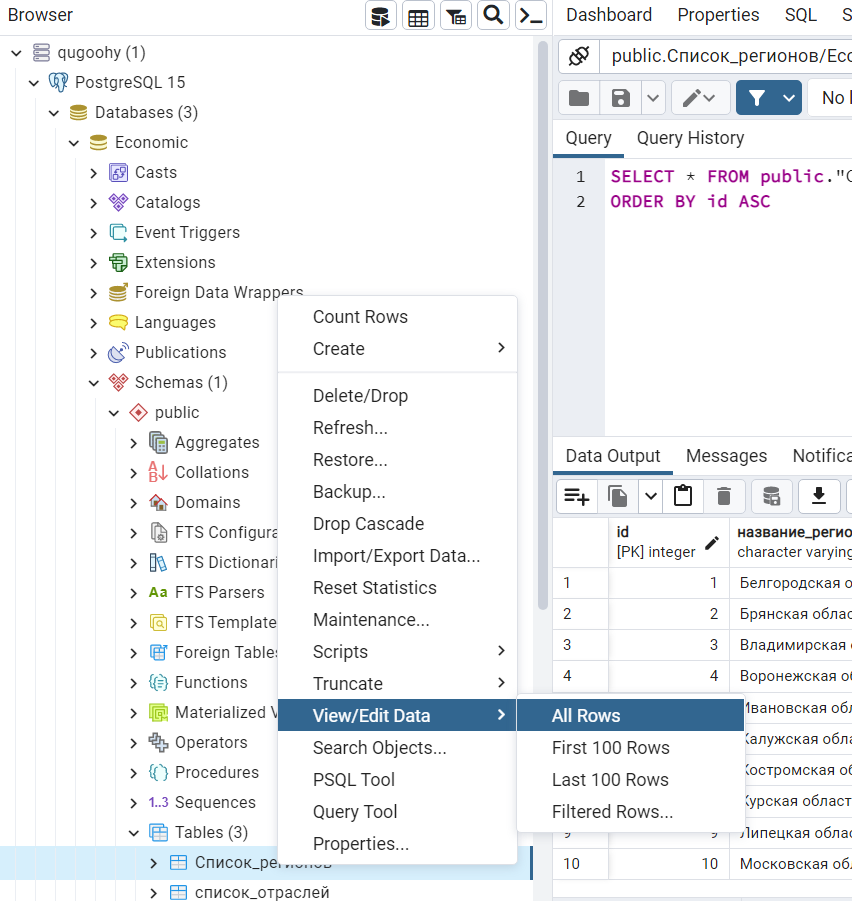 Browser
qugoohy (1)
PostgreSQL 15
Databases (3)
Economic
Casts
Catalogs
Event Triggers
Extensions
Foreign Data Wrappers
Languages
Publications
Schemas (1)
public
Aggregates
Collations
Domains
FTS Configura
FTS Dictionari
FTS Parsers
FTS Template
Foreign Tables
Functions
Materialized V
Operators
Procedures
1..3 Sequences
Tables (3)
Список_регионов
список_отраслей
Count Rows
Create
Delete/Drop
Refresh...
Restore...
Backup...
Drop Cascade
Import/Export Data...
Reset Statistics
Maintenance...
Scripts
Truncate
View/Edit Data
Search Objects...
PSQL Tool
Query Tool
Properties...
All Rows
First 100 Rows
Last 100 Rows
Filtered Rows...
Dashboard Properties SQL S
public.Список_регионов/Eco
No l
Query Query History
1 SELECT * FROM public."С
2 ORDER BY id ASC
Data Output Messages Notifica
id название_регио
[PK] integer character varying
1 1 Белгородская о
2 2 Брянская облас
3 3 Владимирская о
4 4 Воронежская об
Ивановская обл
Калужская обла
Костромская об
Курская област
9 9 Липецкая облас
10 10 Московская обл